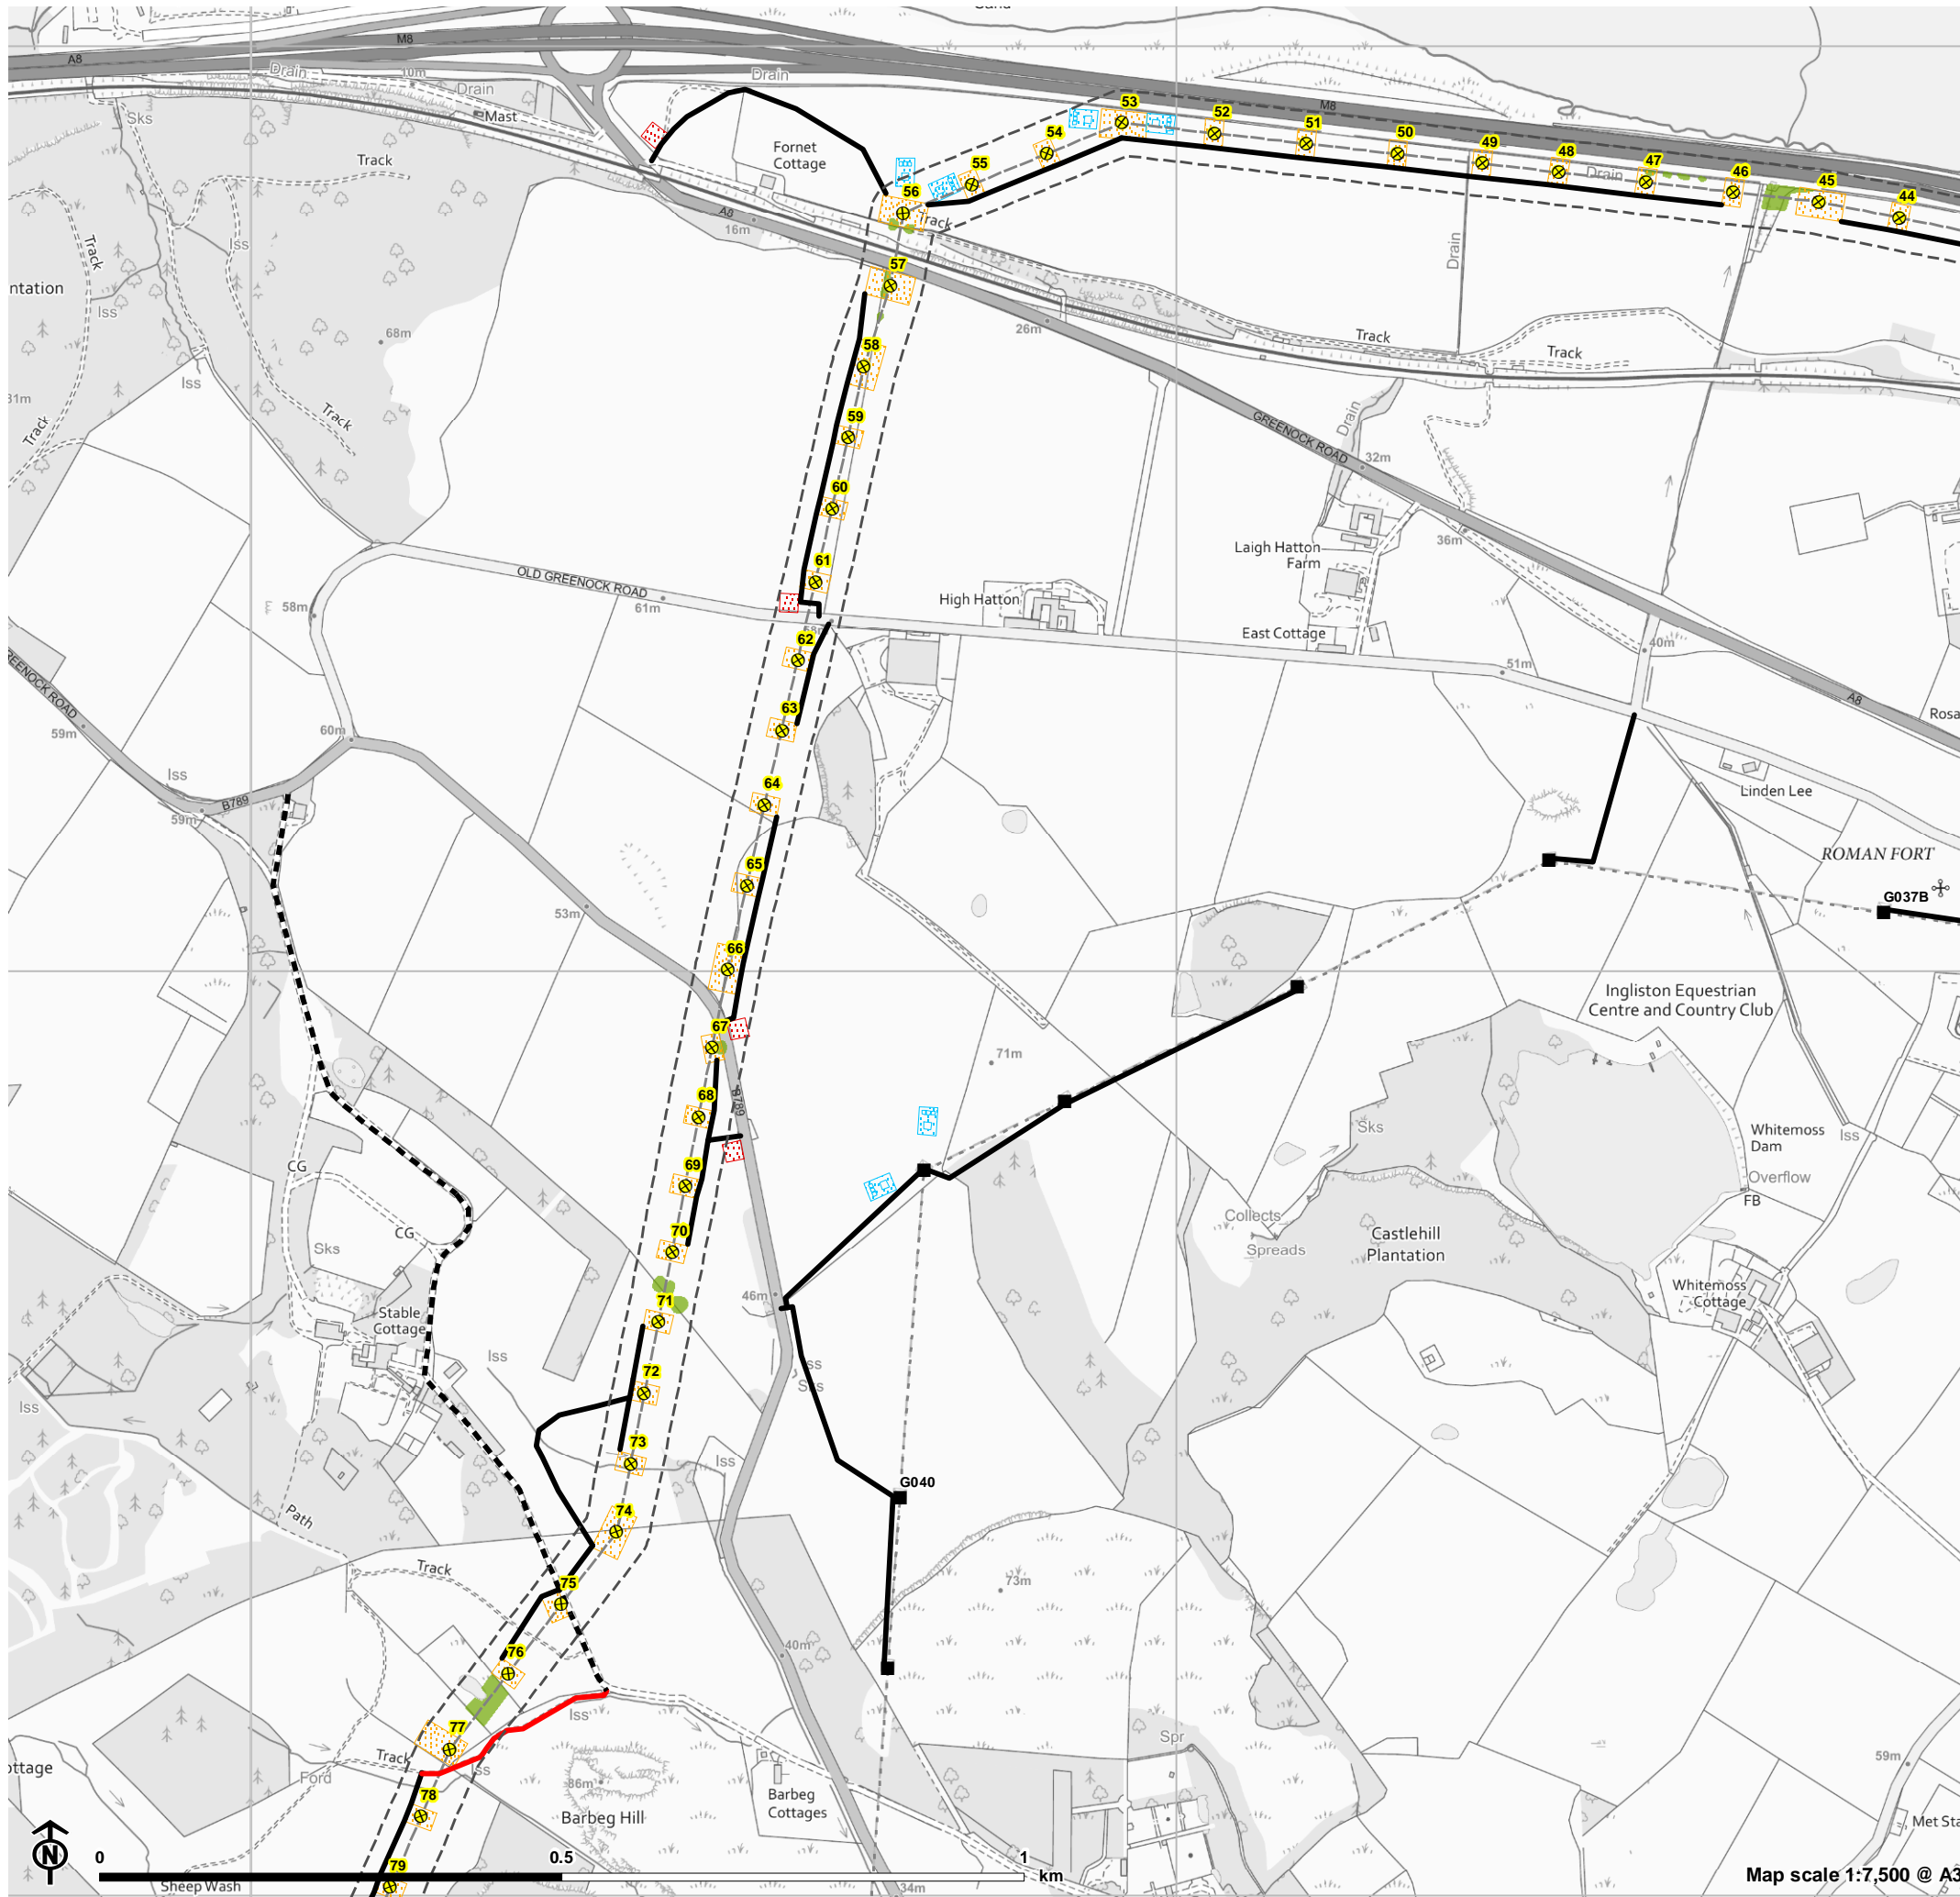 M8
A8
Drain
10m
Drain
Drain
Mast
Sks
Track
Fornet
Cottage
M8
53
52
51
50
49
48
47
46
45
44
54
55
56
Track
Drain
A8
16m
Track
Iss
ntation
Iss
57
Drain
26m
68m
58
Track
Track
Iss
31m
Track
Track
59
Drain
GREENOCK ROAD
32m
60
36m
Laigh Hatton
Farm
61
OLD GREENOCK ROAD
61m
58m
High Hatton
East Cottage
62
40m
51m
REENOCK ROAD
59m
60m
63
A8
Rosa
Iss
B789
59m
64
Linden Lee
ROMAN FORT
65
53m
G037B
66
Ingliston Equestrian
Centre and Country Club
67
71m
68
B789
Sks
Whitemoss
Dam
Iss
Overflow
FB
69
CG
CG
Sks
70
Collects
Spreads
Castlehill
Plantation
46m
71
Whitemoss
Cottage
Stable
Cottage
Iss
72
Sks
Iss
73
Iss
G040
74
Path
Track
75
73m
40m
76
Iss
77
Track
Iss
Ford
Spr
59m
ottage
86m
78
Barbeg Hill
Barbeg
Cottages
Met Sta
N
0
0.5
1
km
79
Sheep Wash
34m
Map scale 1:7,500 @ A3